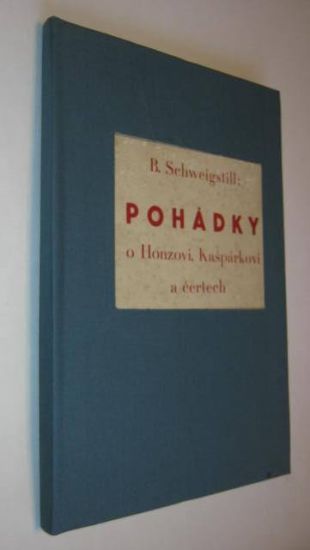 B. Schweigstill:
POHÁDKY
o Honzovi, Kašpárkovi
a čertech